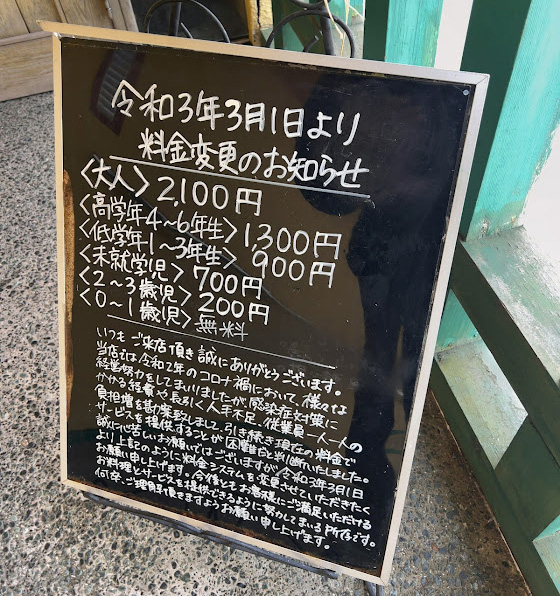 令和3年3月1日より
料金変更のお知らせ
〈大人〉2,100円
〈高学年4〜6年生〉1,300円
〈低学年1〜3年生〉900円
〈未就学児〉700円
〈2〜3歳児〉200円
〈0〜1歳児〉無料
いつもご来店頂き誠にありがとうございます。
当店では令和2年のコロナ禍において、様々な
経営努力をしてまいりましたが、感染症対策に
かかる経費や長引く人手不足、従業員一人一人の
負担増を甚だ察致しまして、引き続き現在の料金で
サービスを提供することが困難だと判断いたしました。
誠に心苦しいお願いではございますが、令和3年3月1日
より上記のように料金システムを変更させていただきたく
お願い申し上げます。今後ともお客様にご満足いただける
お料理とサービスを提供できるように努力してまいる所存です。
何卒、ご理解頂きますようお願い申し上げます。